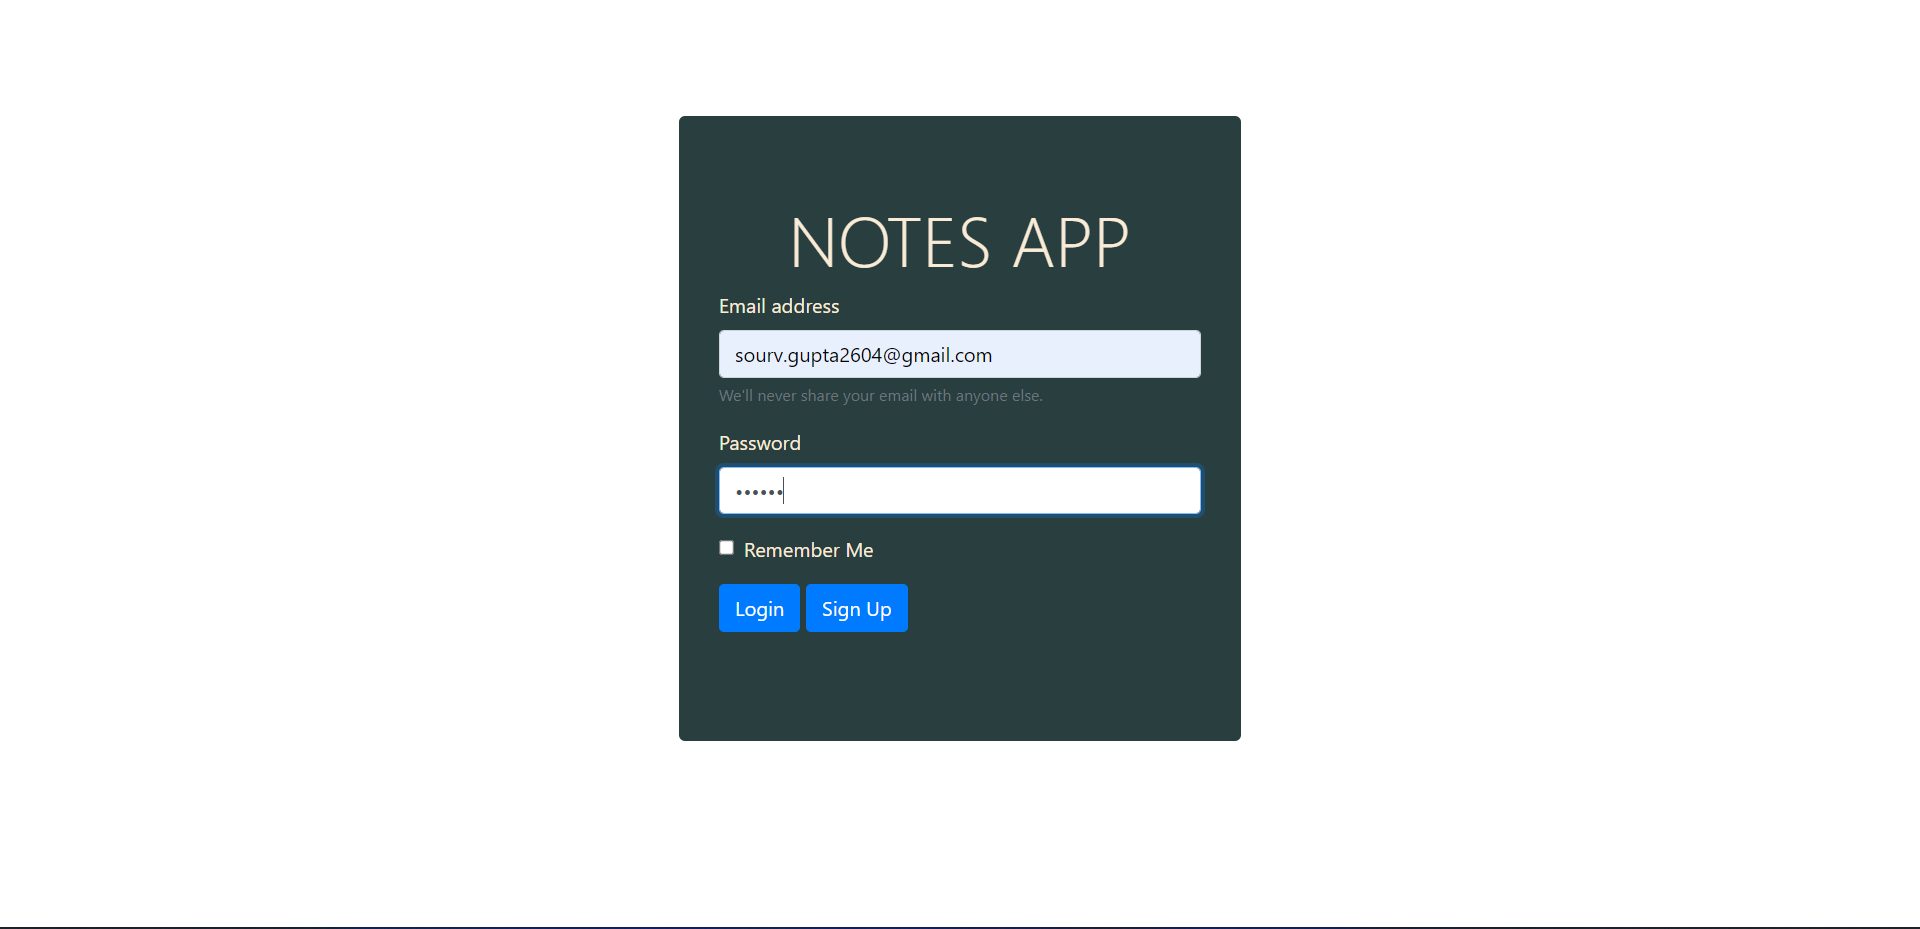 NOTES APP
Email address
sourv.gupta2604@gmail.com
We'll never share your email with anyone else.
Password
••••••
Remember Me
Login Sign Up